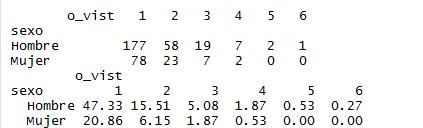 o_vist 1 2 3 4 5 6
sexo
Hombre 177 58 19 7 2 1
Mujer 78 23 7 2 0 0
o_vist
sexo 1 2 3 4 5 6
Hombre 47.33 15.51 5.08 1.87 0.53 0.27
Mujer 20.86 6.15 1.87 0.53 0.00 0.00